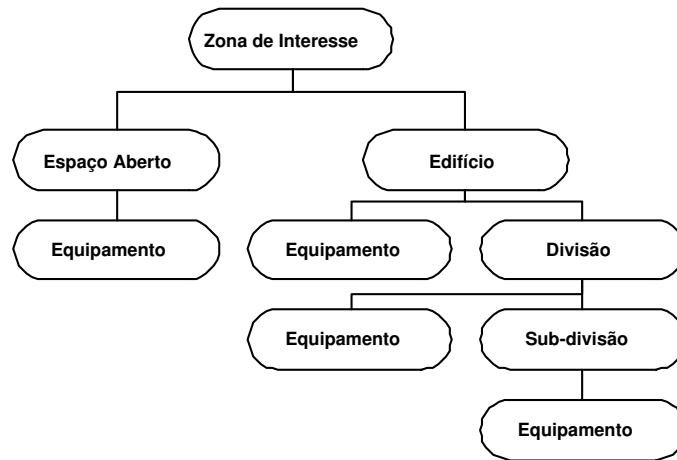 Zona de Interesse
Espaço Aberto
Edifício
Equipamento
Equipamento
Divisão
Equipamento
Sub-divisão
Equipamento